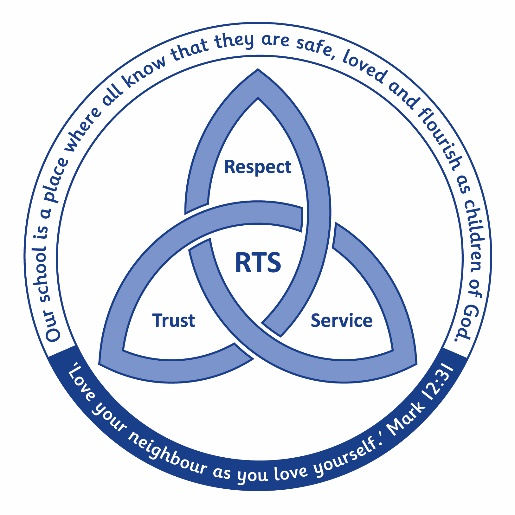 Our school is a place where all know that they are safe, loved and flourish as children of God.
Respect
RTS
Trust
Service
'Love your neighbour as you love yourself.' Mark 12:31